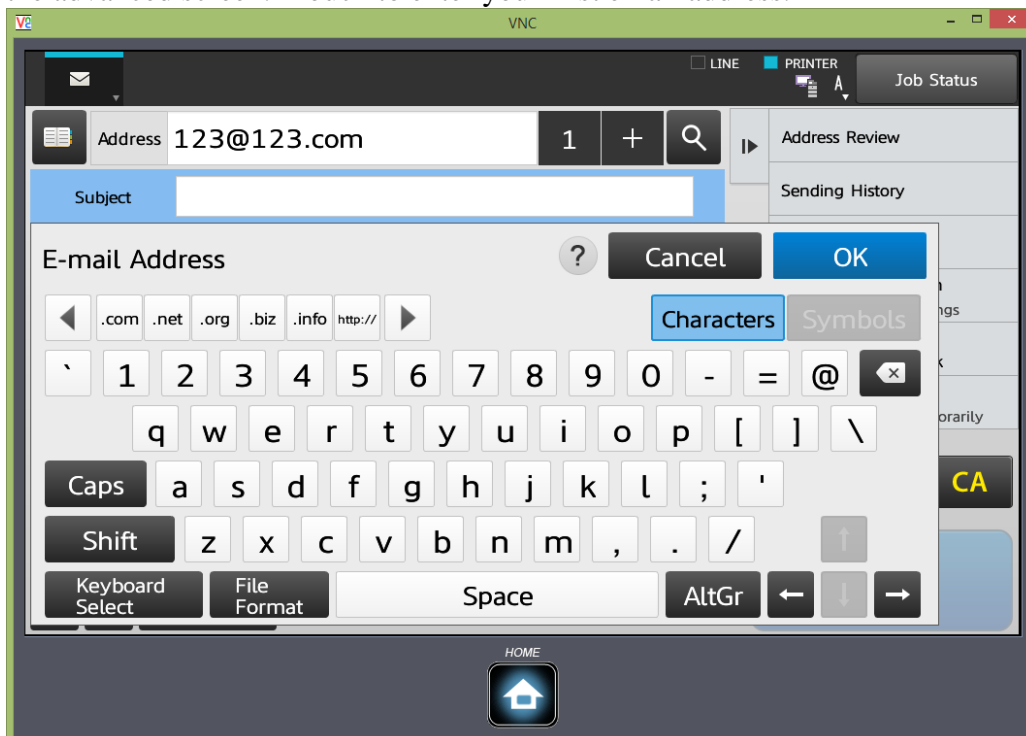 VNC
LINE PRINTER
A
Job Status
Address 123@123.com 1 + Address Review
Subject Sending History
E-mail Address ? Cancel OK
.com .net .org .biz .info http:// Characters Symbols
ngs
` 1 2 3 4 5 6 7 8 9 0 - = @
k
q w e r t y u i o p [ ] \
orarily
Caps a s d f g h j k l ; ' CA
Shift z x c v b n m , . /
Keyboard Select File Format Space AltGr
HOME